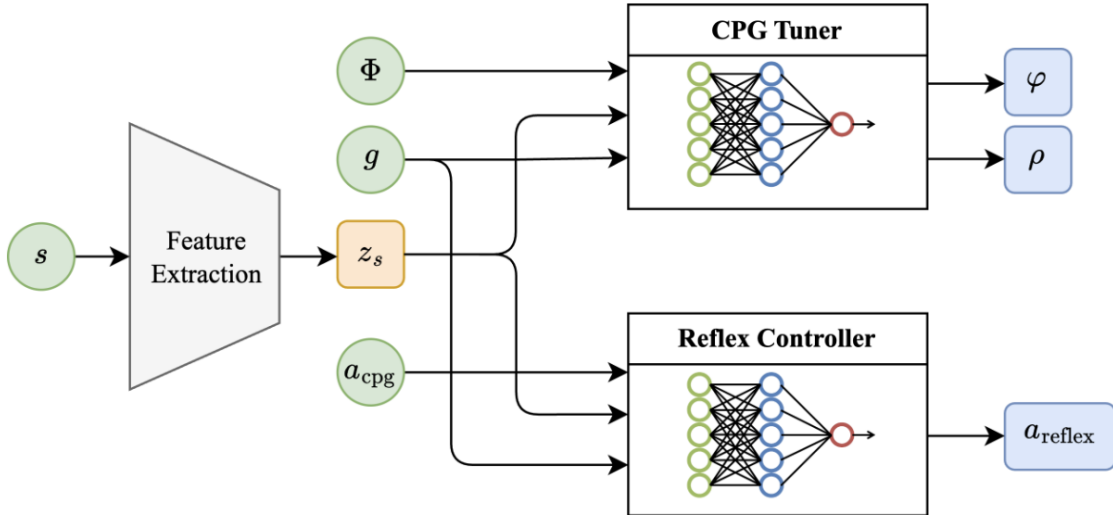 CPG Tuner
Φ
φ
g
ρ
s
Feature
Extraction
z_s
Reflex Controller
a_cpg
a_reflex